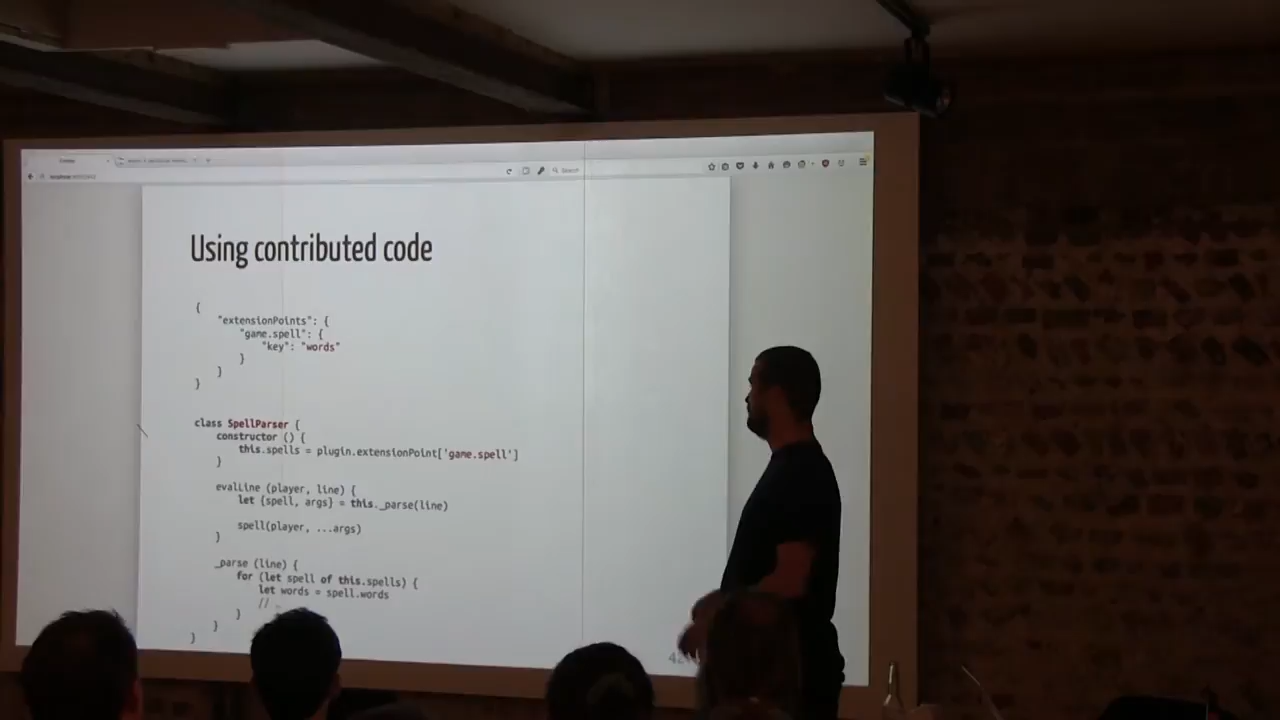 Search
Using contributed code
{
"extensionPoints": {
"game.spell": {
"key": "words"
}
]
}
class SpellParser {
constructor () {
this.spells = plugin.extensionPoint['game.spell']
}
evalLine (player, line) {
let {spell, args} = this._parse(line)
spell(player, ...args)
}
_parse (line) {
for (let spell of this.spells) {
let words = spell.words
//
}
}
}